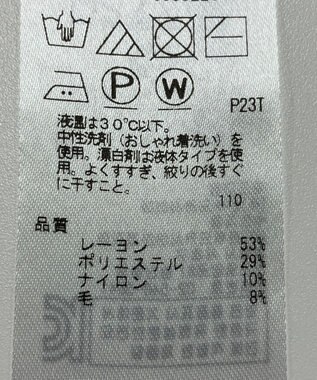 P
W
P23T
液温は30℃以下。
中性洗剤(おしゃれ着洗い)を
使用。漂白剤は液体タイプを使
用。よくすすぎ、絞りの後すぐ
に干すこと。
110
品質
レーヨン 53%
ポリエステル 29%
ナイロン 10%
毛 8%